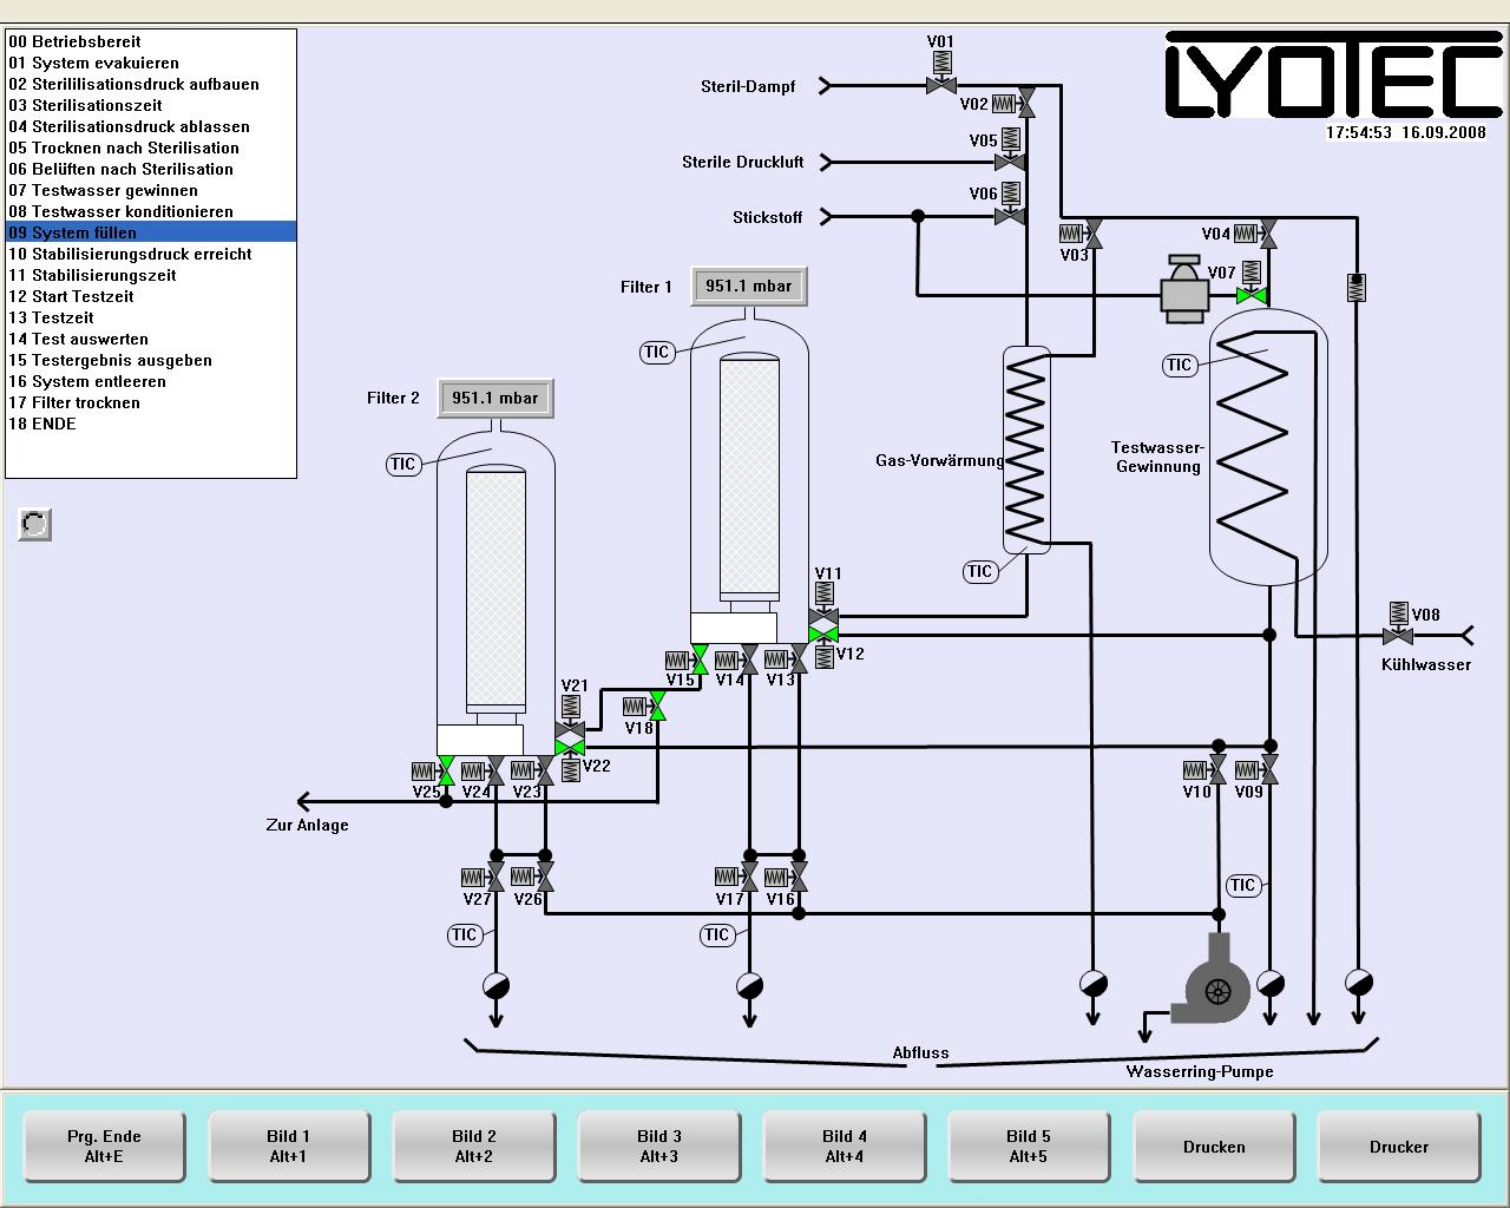 00 Betriebsbereit
01 System evakuieren
02 Sterililisationsdruck aufbauen
03 Sterilisationszeit
04 Sterilisationsdruck ablassen
05 Trocknen nach Sterilisation
06 Belüften nach Sterilisation
07 Testwasser gewinnen
08 Testwasser konditionieren
09 System füllen
10 Stabilisierungsdruck erreicht
11 Stabilisierungszeit
12 Start Testzeit
13 Testzeit
14 Test auswerten
15 Testergebnis ausgeben
16 System entleeren
17 Filter trocknen
18 ENDE
LYOTEC
17:54:53 16.09.2008
V01
Steril-Dampf
V02
V05
Sterile Druckluft
V06
Stickstoff
V03
V04
V07
Filter 1
951.1 mbar
TIC
TIC
Filter 2
951.1 mbar
TIC
Gas-Vorwärmung
Testwasser-
Gewinnung
TIC
V11
V12
V08
Kühlwasser
V15
V14
V13
V21
V18
V22
V25
V24
V23
V10
V09
Zur Anlage
V27
V26
V17
V16
TIC
TIC
TIC
Abfluss
Wasserring-Pumpe
Prg. Ende
Alt+E
Bild 1
Alt+1
Bild 2
Alt+2
Bild 3
Alt+3
Bild 4
Alt+4
Bild 5
Alt+5
Drucken
Drucker